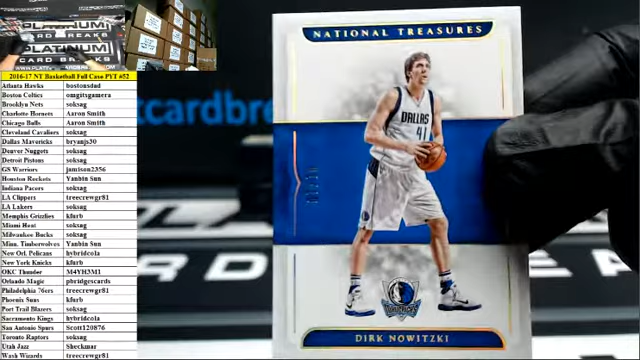 PLATINUM
CARD BREAKS
PLATINUM
CARD BREAKS
2016-17 NT Basketball Full Case PYT #52
Atlanta Hawks bostonsdad
Boston Celtics omgitsgamera
Brooklyn Nets soksag
Charlotte Hornets Aaron Smith
Chicago Bulls Aaron Smith
Cleveland Cavaliers soksag
Dallas Mavericks bryanjs30
Denver Nuggets soksag
Detroit Pistons soksag
GS Warriors jamison2356
Houston Rockets Yanbin Sun
Indiana Pacers soksag
LA Clippers treecrewgr81
LA Lakers soksag
Memphis Grizzlies kfurb
Miami Heat soksag
Milwaukee Bucks soksag
Minn. Timberwolves Yanbin Sun
New Orl. Pelicans hybridcola
New York Knicks kfurb
OKC Thunder M4YH3M1
Orlando Magic pbridgescards
Philadelphia 76ers treecrewgr81
Phoenix Suns kfurb
Port Trail Blazers soksag
Sacramento Kings hybridcola
San Antonio Spurs Scott120876
Toronto Raptors soksag
Utah Jazz Sheckmar
Wash Wizards treecrewgr81
NATIONAL TREASURES
DALLAS
41
DIRK NOWITZKI